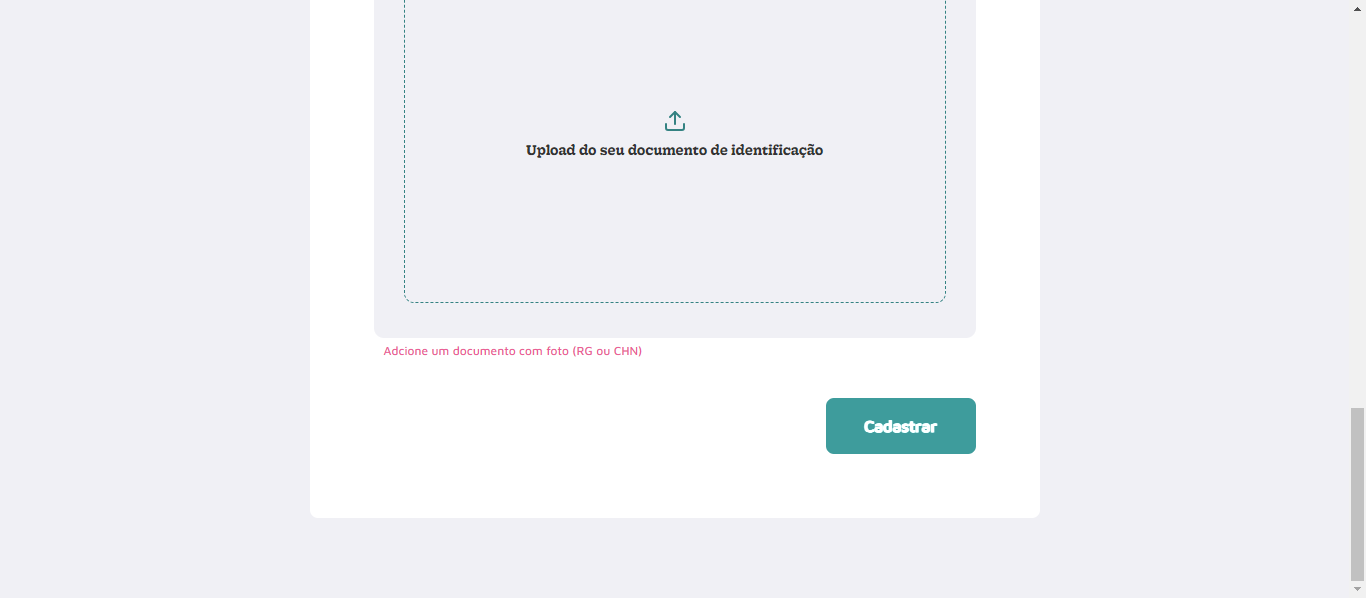 Upload do seu documento de identificação
Adcione um documento com foto (RG ou CHN)
Cadastrar